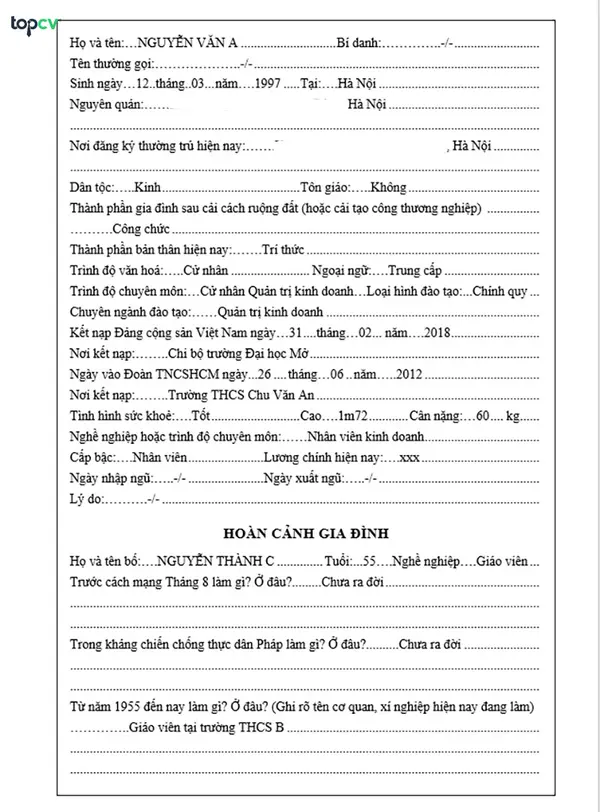 topcv
Họ và tên:....NGUYỄN VĂN A ................................Bí danh:...............-/-............................
Tên thường gọi:......................-/-................................................................................................
Sinh ngày....12..tháng..03...năm....1997 .....Tại:....Hà Nội .....................................................
Nguyên quán:....... Hà Nội ...................................................
........................................................................................................................................
Nơi đăng ký thường trú hiện nay:........ , Hà Nội ...............
........................................................................................................................................
Dân tộc:.....Kinh..............................................Tôn giáo:.....Không...........................................
Thành phần gia đình sau cải cách ruộng đất (hoặc cải tạo công thương nghiệp) .................
............Công chức .......................................................................................................................
Thành phần bản thân hiện nay:.......Trí thức .............................................................................
Trình độ văn hoá:.....Cử nhân ............................ Ngoại ngữ:....Trung cấp ................................
Trình độ chuyên môn:...Cử nhân Quản trị kinh doanh...Loại hình đào tạo:...Chính quy ...
Chuyên ngành đào tạo:......Quản trị kinh doanh .......................................................................
Kết nạp Đảng cộng sản Việt Nam ngày...31....tháng...02... năm....2018..............................
Nơi kết nạp:........Chi bộ trường Đại học Mở.............................................................................
Ngày vào Đoàn TNCSHCM ngày...26 ....tháng...06 ..năm.....2012 ......................................
Nơi kết nạp:........Trường THCS Chu Văn An ...........................................................................
Tình hình sức khoẻ:....Tốt.............................Cao....1m72.............Cân nặng:...60.... kg.......
Nghề nghiệp hoặc trình độ chuyên môn:......Nhân viên kinh doanh......................................
Cấp bậc:....Nhân viên.........................Lương chính hiện nay:....xxx........................................
Ngày nhập ngũ:.....-/- .........................Ngày xuất ngũ:.....-/-.....................................................
Lý do:..........-/- ...............................................................................................................................
HOÀN CẢNH GIA ĐÌNH
Họ và tên bố:....NGUYỄN THÀNH C ...............Tuổi:...55....Nghề nghiệp....Giáo viên ...
Trước cách mạng Tháng 8 làm gì? Ở đâu?.........Chưa ra đời...................................................
........................................................................................................................................
........................................................................................................................................
Trong kháng chiến chống thực dân Pháp làm gì? Ở đâu?..........Chưa ra đời .......................
........................................................................................................................................
........................................................................................................................................
Từ năm 1955 đến nay làm gì? Ở đâu? (Ghi rõ tên cơ quan, xí nghiệp hiện nay đang làm)
................Giáo viên tại trường THCS B ...................................................................................
........................................................................................................................................
........................................................................................................................................